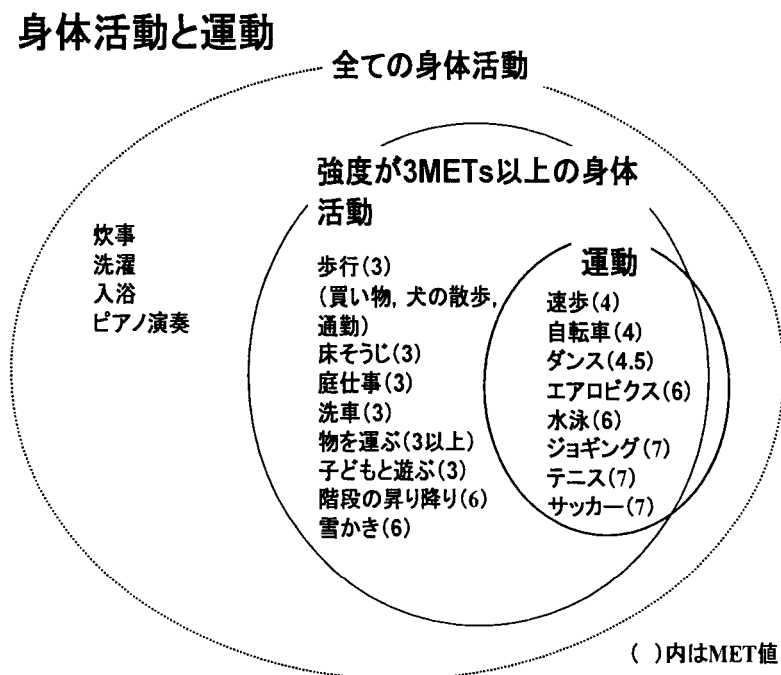 身体活動と運動
全ての身体活動
強度が3METs以上の身体
活動
炊事
洗濯
入浴
ピアノ演奏
歩行(3)
(買い物, 犬の散歩,
通勤)
床そうじ(3)
庭仕事(3)
洗車(3)
物を運ぶ(3以上)
子どもと遊ぶ(3)
階段の昇り降り(6)
雪かき(6)
運動
速歩(4)
自転車(4)
ダンス(4.5)
エアロビクス(6)
水泳(6)
ジョギング(7)
テニス(7)
サッカー(7)
( )内はMET値